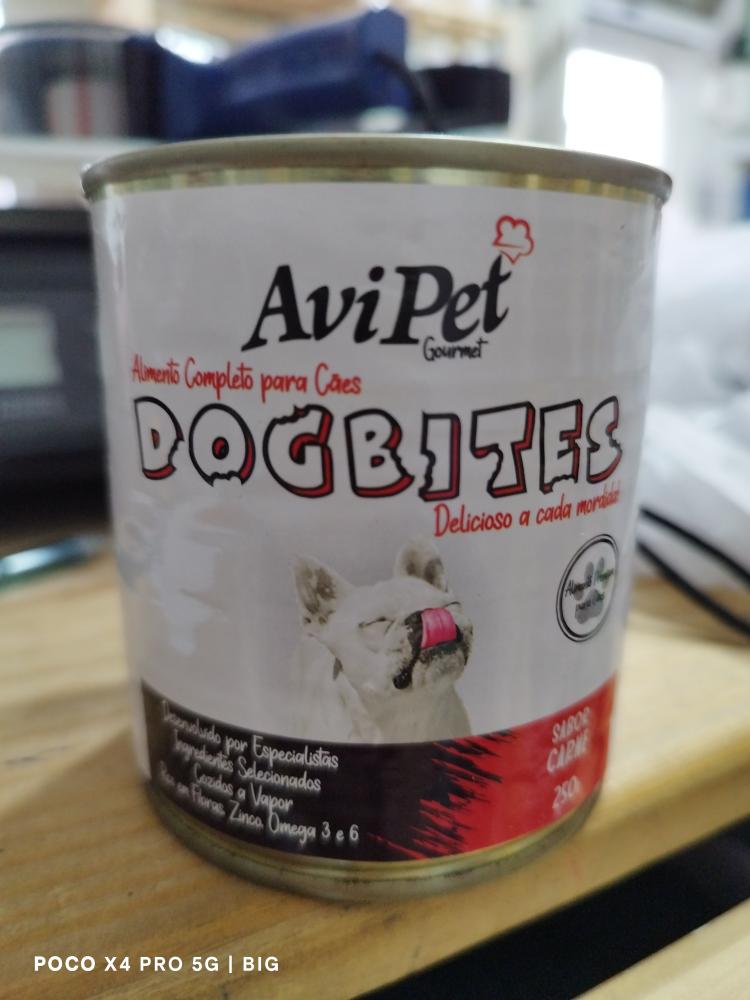 AviPet
Gourmet
Alimento Completo para Cães
DOGBITES
Delicioso a cada mordida!
Desenvolvido por Especialistas
Ingredientes Selecionados
Cozidos a Vapor
Rico em Fibras, Zinco, Omega 3 e 6
SABOR
CARNE
250g
POCO X4 PRO 5G | BIG